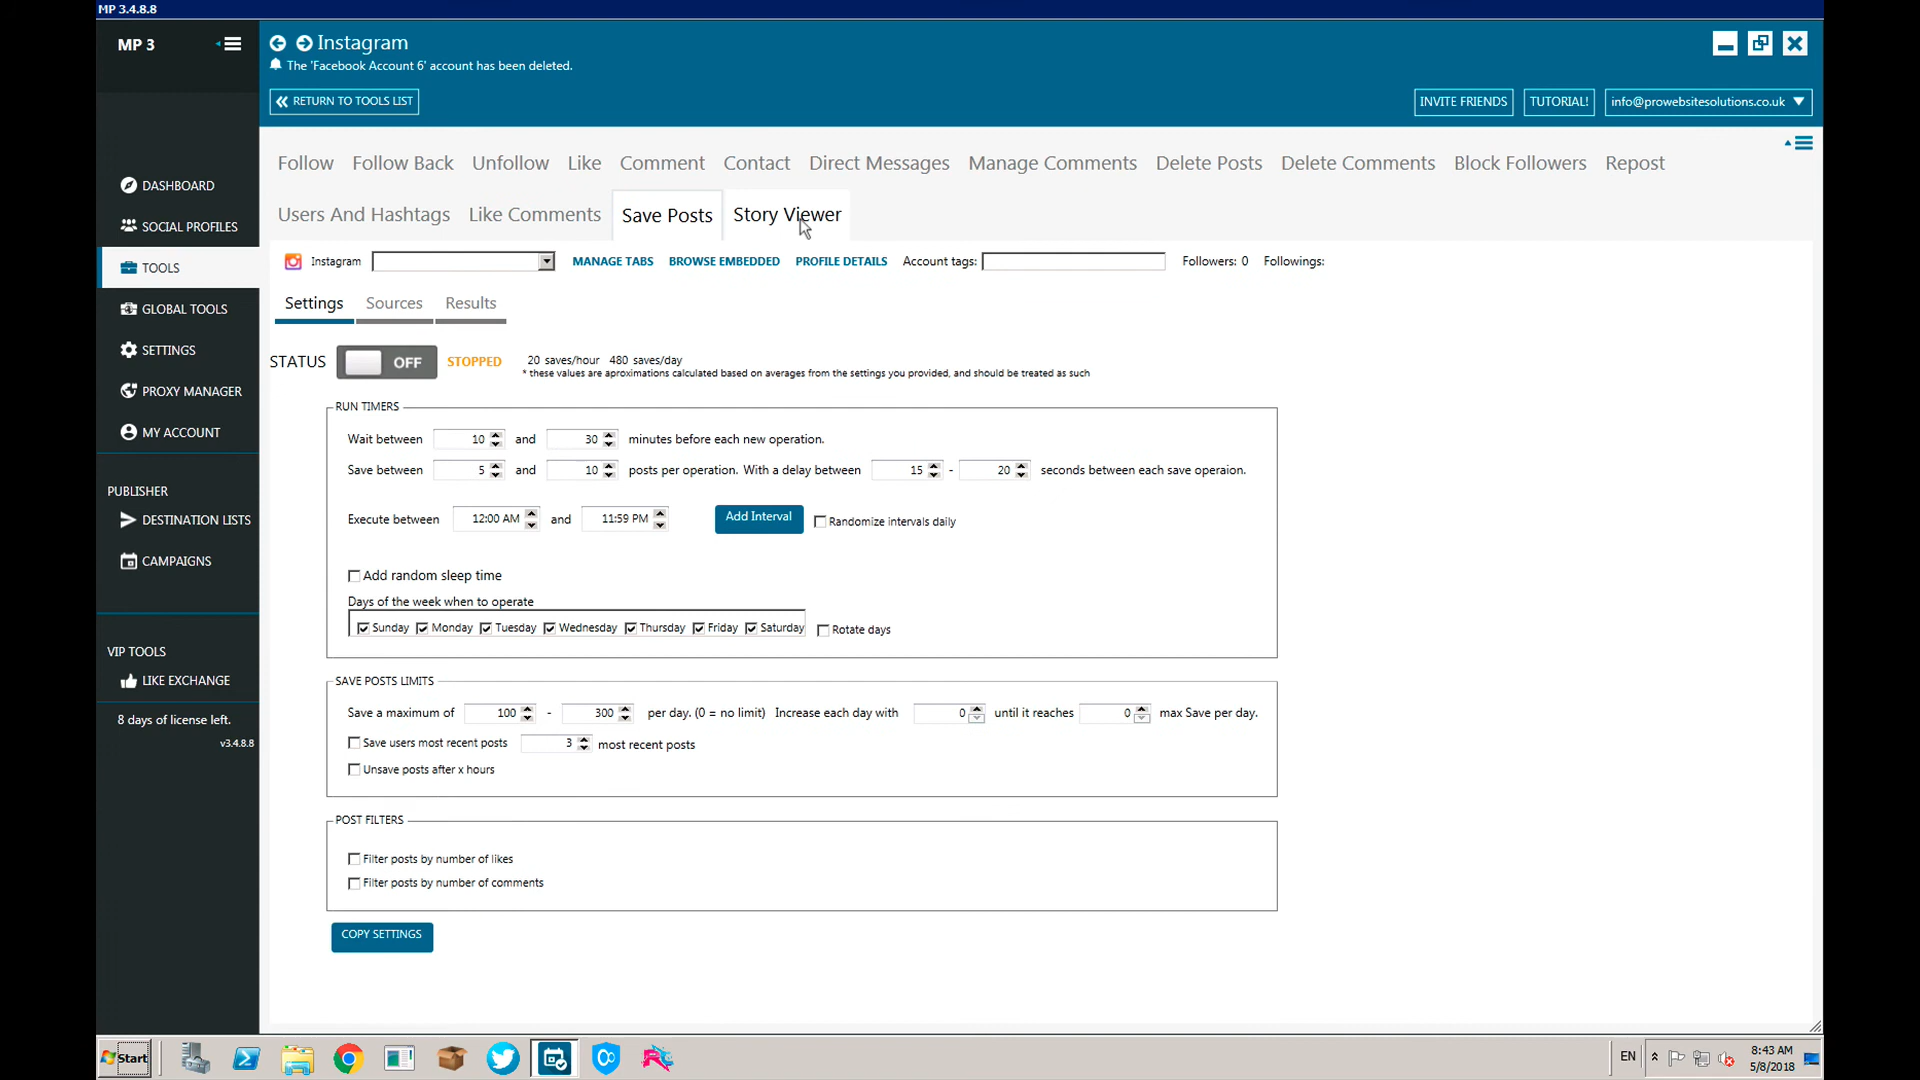 MP 3.4.8.8
MP 3
Instagram
The 'Facebook Account 6' account has been deleted.
RETURN TO TOOLS LIST
INVITE FRIENDS
TUTORIAL!
info@prowebsitesolutions.co.uk
DASHBOARD
SOCIAL PROFILES
TOOLS
GLOBAL TOOLS
SETTINGS
PROXY MANAGER
MY ACCOUNT
PUBLISHER
DESTINATION LISTS
CAMPAIGNS
VIP TOOLS
LIKE EXCHANGE
8 days of license left.
v3.4.8.8
Follow Follow Back Unfollow Like Comment Contact Direct Messages Manage Comments Delete Posts Delete Comments Block Followers Repost
Users And Hashtags Like Comments Save Posts Story Viewer
Instagram MANAGE TABS BROWSE EMBEDDED PROFILE DETAILS Account tags: Followers: 0 Followings:
Settings Sources Results
STATUS OFF STOPPED 20 saves/hour 480 saves/day
* these values are aproximations calculated based on averages from the settings you provided, and should be treated as such
RUN TIMERS
Wait between 10 and 30 minutes before each new operation.
Save between 5 and 10 posts per operation. With a delay between 15 - 20 seconds between each save operaion.
Execute between 12:00 AM and 11:59 PM Add Interval Randomize intervals daily
Add random sleep time
Days of the week when to operate
Sunday Monday Tuesday Wednesday Thursday Friday Saturday Rotate days
SAVE POSTS LIMITS
Save a maximum of 100 - 300 per day. (0 = no limit) Increase each day with 0 until it reaches 0 max Save per day.
Save users most recent posts 3 most recent posts
Unsave posts after x hours
POST FILTERS
Filter posts by number of likes
Filter posts by number of comments
COPY SETTINGS
Start
EN
8:43 AM
5/8/2018